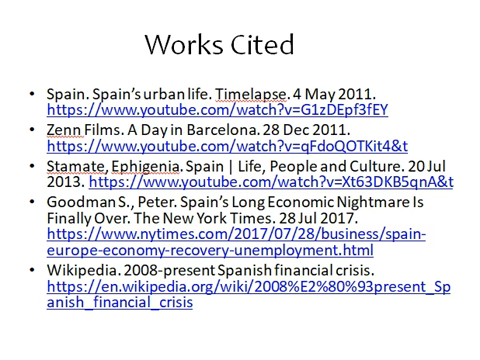 Works Cited
• Spain. Spain's urban life. Timelapse. 4 May 2011.
https://www.youtube.com/watch?v=G1zDEpf3fEY
• Zenn Films. A Day in Barcelona. 28 Dec 2011.
https://www.youtube.com/watch?v=qFdoQOTKit4&t
• Stamate, Ephigenia. Spain | Life, People and Culture. 20 Jul
2013. https://www.youtube.com/watch?v=Xt63DKB5qnA&t
• Goodman S., Peter. Spain's Long Economic Nightmare Is
Finally Over. The New York Times. 28 Jul 2017.
https://www.nytimes.com/2017/07/28/business/spain-
europe-economy-recovery-unemployment.html
• Wikipedia. 2008-present Spanish financial crisis.
https://en.wikipedia.org/wiki/2008%E2%80%93present_Sp
anish_financial_crisis